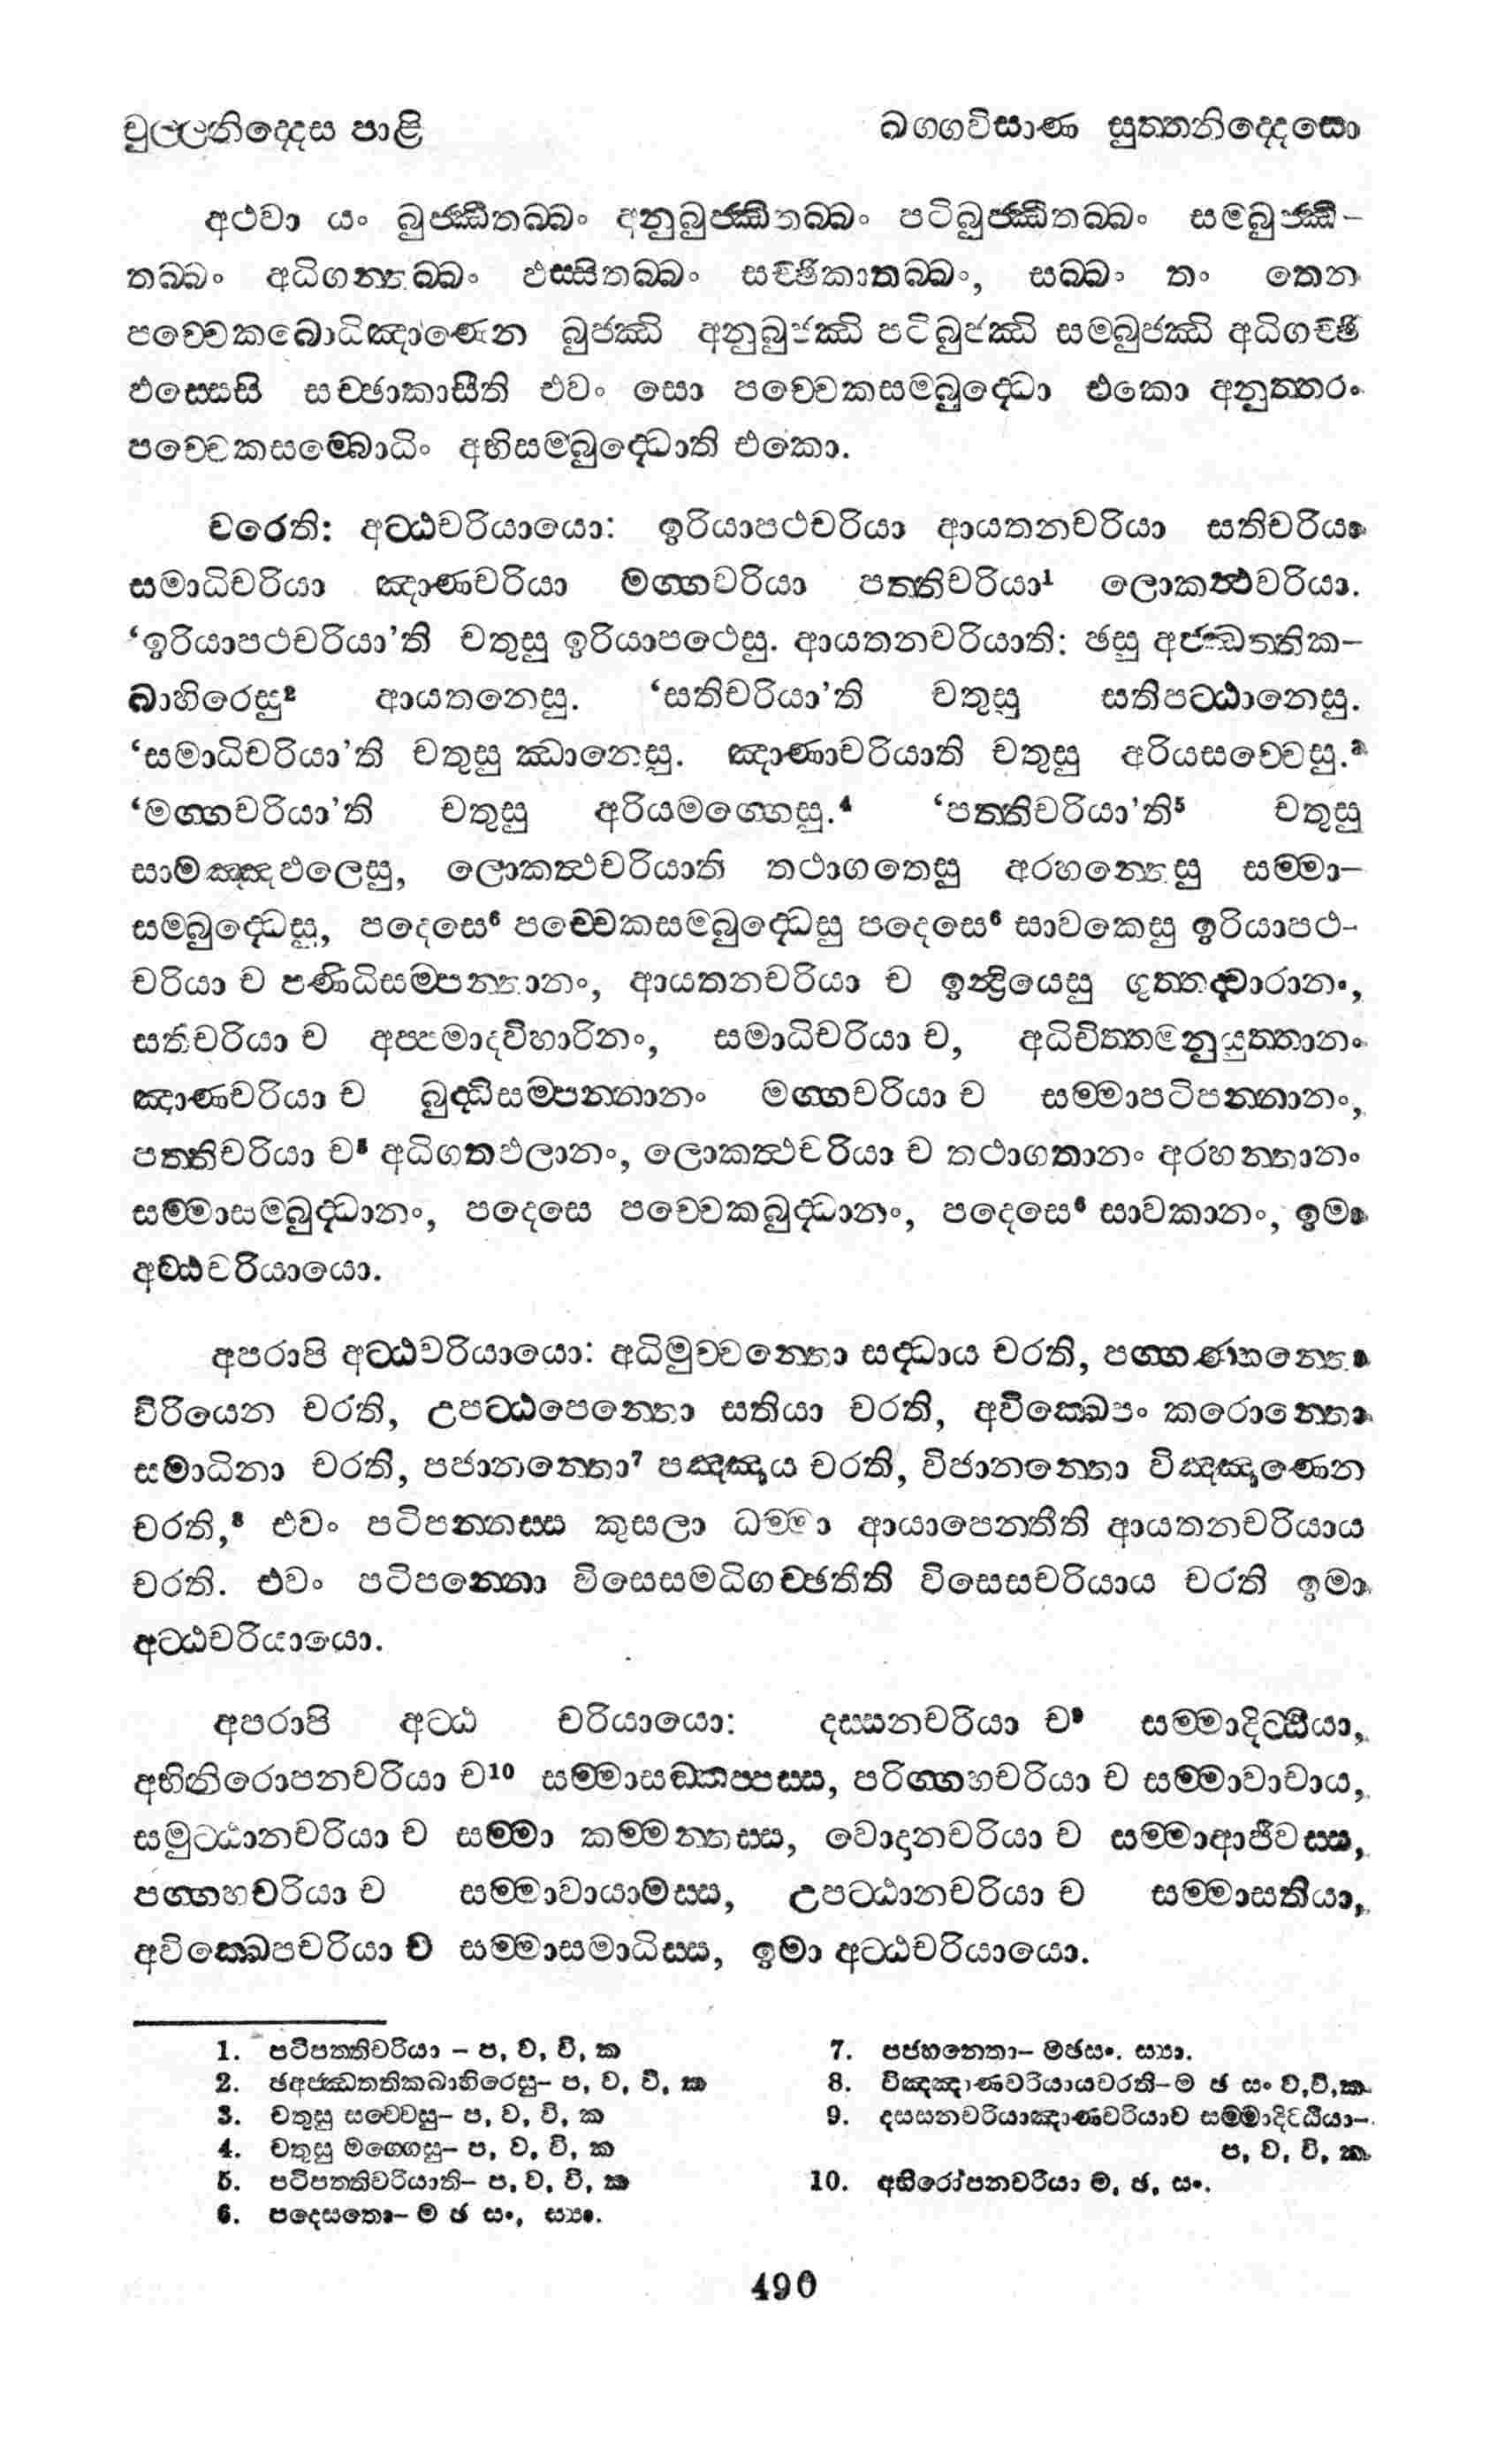 චුල්ලනිද්දෙස පාළි
ඛග්ගවිසාණ සුත්තනිද්දෙසො
අථවා යං බුජ්ඣිතබ්බං අනුබුජ්ඣිතබ්බං පටිබුජ්ඣිතබ්බං සම්බුජ්ඣි-
තබ්බං අධිගන්තබ්බං ඵස්සිතබ්බං සච්ඡිකාතබ්බං, සබ්බං තං තෙන
පච්චෙකබොධිඤාණෙන බුජ්ඣි අනුබුජ්ඣි පටිබුජ්ඣි සම්බුජ්ඣි අධිගච්ඡි
ඵස්සෙසි සච්ඡාකාසීති එවං සො පච්චෙකසම්බුද්ධො එකො අනුත්තරං
පච්චෙකසම්බොධිං අභිසම්බුද්ධොති එකො.
චරෙති: අට්ඨචරියායො: ඉරියාපථචරියා ආයතනචරියා සතිචරියා
සමාධිචරියා ඤාණචරියා මග්ගචරියා පත්තිචරියා¹ ලොකත්ථචරියා.
‘ඉරියාපථචරියා’ති චතුසු ඉරියාපථෙසු. ආයතනචරියාති: ඡසු අජ්ඣත්තික-
බාහිරෙසු² ආයතනෙසු. ‘සතිචරියා’ති චතුසු සතිපට්ඨානෙසු.
‘සමාධිචරියා’ති චතුසු ඣානෙසු. ඤාණාචරියාති චතුසු අරියසච්චෙසු.³
‘මග්ගචරියා’ති චතුසු අරියමග්ගෙසු.⁴ ‘පත්තිචරියා’ති⁵ චතුසු
සාමඤ්ඤඵලෙසු, ලොකත්ථචරියාති තථාගතෙසු අරහන්තෙසු සම්මා-
සම්බුද්ධෙසු, පදෙසෙ⁶ පච්චෙකසම්බුද්ධෙසු පදෙසෙ⁶ සාවකෙසු ඉරියාපථ-
චරියා ච පණිධිසම්පන්නානං, ආයතනචරියා ච ඉන්ද්‍රියෙසු ගුත්තද්වාරානං,
සතිචරියා ච අප්පමාදවිහාරිනං, සමාධිචරියා ච, අධිචිත්තමනුයුත්තානං
ඤාණචරියා ච බුද්ධිසම්පන්නානං මග්ගචරියා ච සම්මාපටිපන්නානං,
පත්තිචරියා ච⁵ අධිගතඵලානං, ලොකත්ථචරියා ච තථාගතානං අරහන්තානං
සම්මාසම්බුද්ධානං, පදෙසෙ පච්චෙකබුද්ධානං, පදෙසෙ⁶ සාවකානං, ඉමා
අට්ඨචරියායො.
අපරාපි අට්ඨචරියායො: අධිමුච්චන්තො සද්ධාය චරති, පග්ගණ්හන්තො
විරියෙන චරති, උපට්ඨපෙන්තො සතියා චරති, අවික්ඛෙපං කරොන්තො
සමාධිනා චරති, පජානන්තො⁷ පඤ්ඤාය චරති, විජානන්තො විඤ්ඤාණෙන
චරති,⁸ එවං පටිපන්නස්ස කුසලා ධම්මා ආයාපෙන්තීති ආයතනචරියාය
චරති. එවං පටිපන්නො විසෙසමධිගච්ඡතීති විසෙසචරියාය චරති ඉමා
අට්ඨචරියායො.
අපරාපි අට්ඨ චරියායො: දස්සනචරියා ච⁹ සම්මාදිට්ඨියා,
අභිනිරොපනචරියා ච¹⁰ සම්මාසඞ්කප්පස්ස, පරිග්ගහචරියා ච සම්මාවාචාය,
සමුට්ඨානචරියා ච සම්මා කම්මන්තස්ස, වොදානචරියා ච සම්මාආජීවස්ස,
පග්ගහචරියා ච සම්මාවායාමස්ස, උපට්ඨානචරියා ච සම්මාසතියා,
අවික්ඛෙපචරියා ච සම්මාසමාධිස්ස, ඉමා අට්ඨචරියායො.
1. පටිපත්තිචරියා – ප, ව, වි, ක
2. ඡඅජ්ඣත්තිකබාහිරෙසු– ප, ව, වි, ක
3. චතුසු සච්චෙසු– ප, ව, වි, ක
4. චතුසු මග්ගෙසු– ප, ව, වි, ක
5. පටිපත්තිචරියාති– ප, ව, වි, ක
6. පදෙසතො– ම ඡ සං, ස්‍යා.
7. පජහන්තො– මඡසං. ස්‍යා.
8. විඤ්ඤාණචරියායචරති–ම ඡ සං ව,වි,ක
9. දස්සනචරියාඤාණචරියාච සම්මාදිට්ඨියා–
ප, ව, වි, ක
10. අභිරෝපනචරියා ම, ඡ, සං.
490